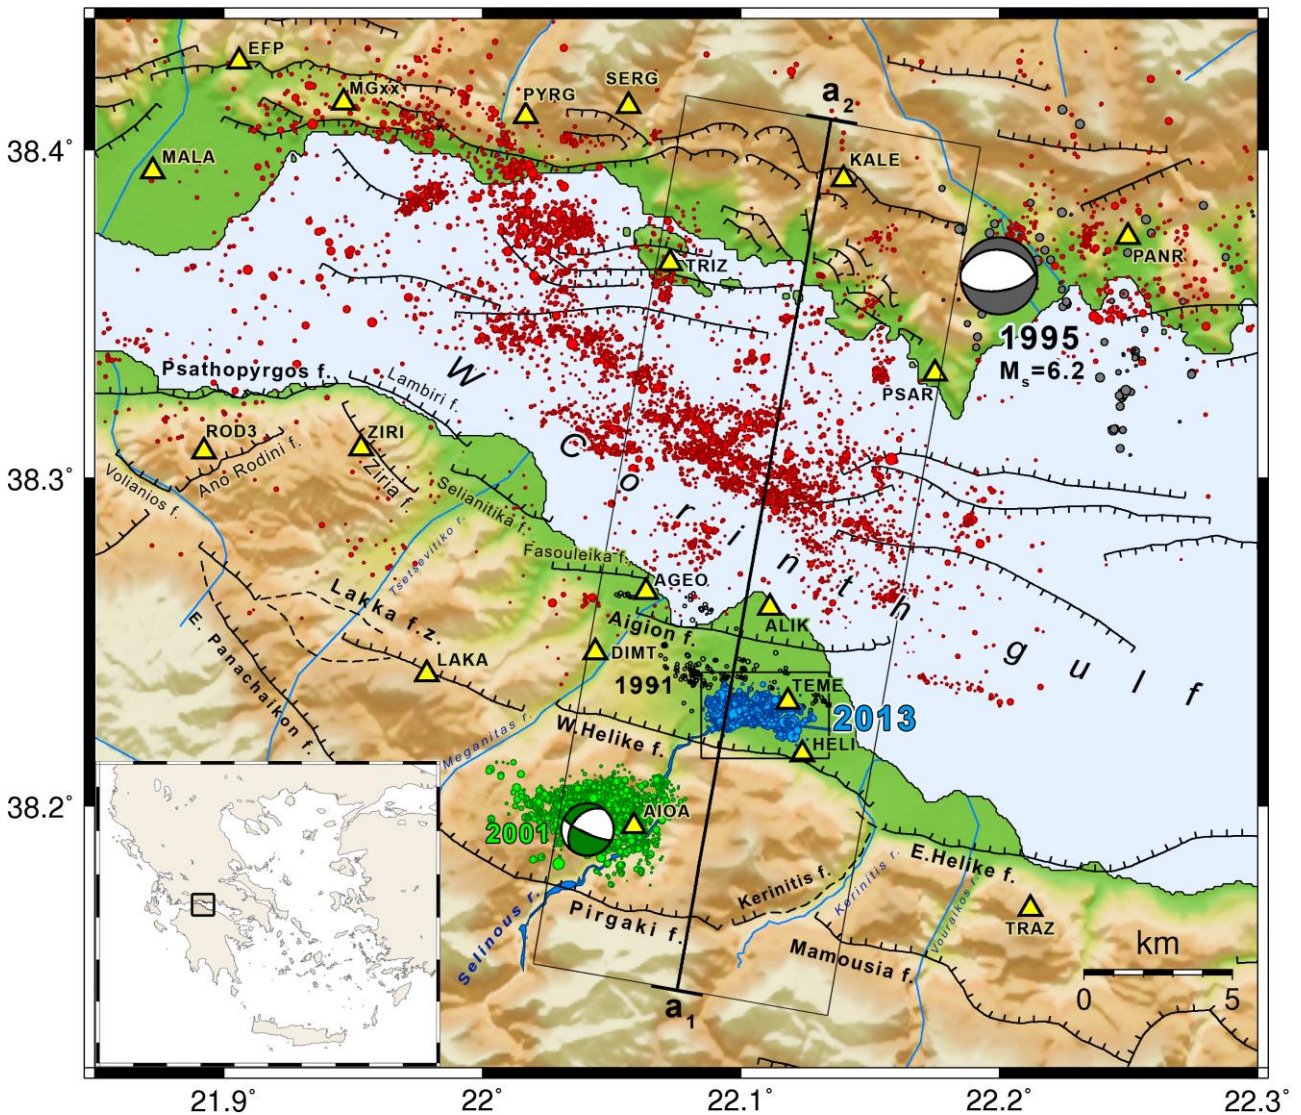 EFP
MGxx
PYRG
SERG
a2
38.4°
MALA
KALE
PANR
TRIZ
1995
Ms=6.2
PSAR
Psathopyrgos f.
Lambiri f.
W. Corinth gulf
ROD3
ZIRI
Ano Rodini f.
Ziria f.
Volianios f.
Selianitika f.
38.3°
Tsetsevitiko r.
Fasouleika f.
AGEO
Lakka f.z.
Aigion f.
ALIK
E. Panachaikon f.
LAKA
DIMT
1991
TEME
2013
Meganitas r.
W.Helike f.
HELI
38.2°
2001
AIOA
E.Helike f.
Kerinitis f.
Kerinitis r.
Vouraikos r.
Selinous r.
Pirgaki f.
TRAZ
Mamousia f.
km
0 5
a1
21.9° 22° 22.1° 22.2° 22.3°